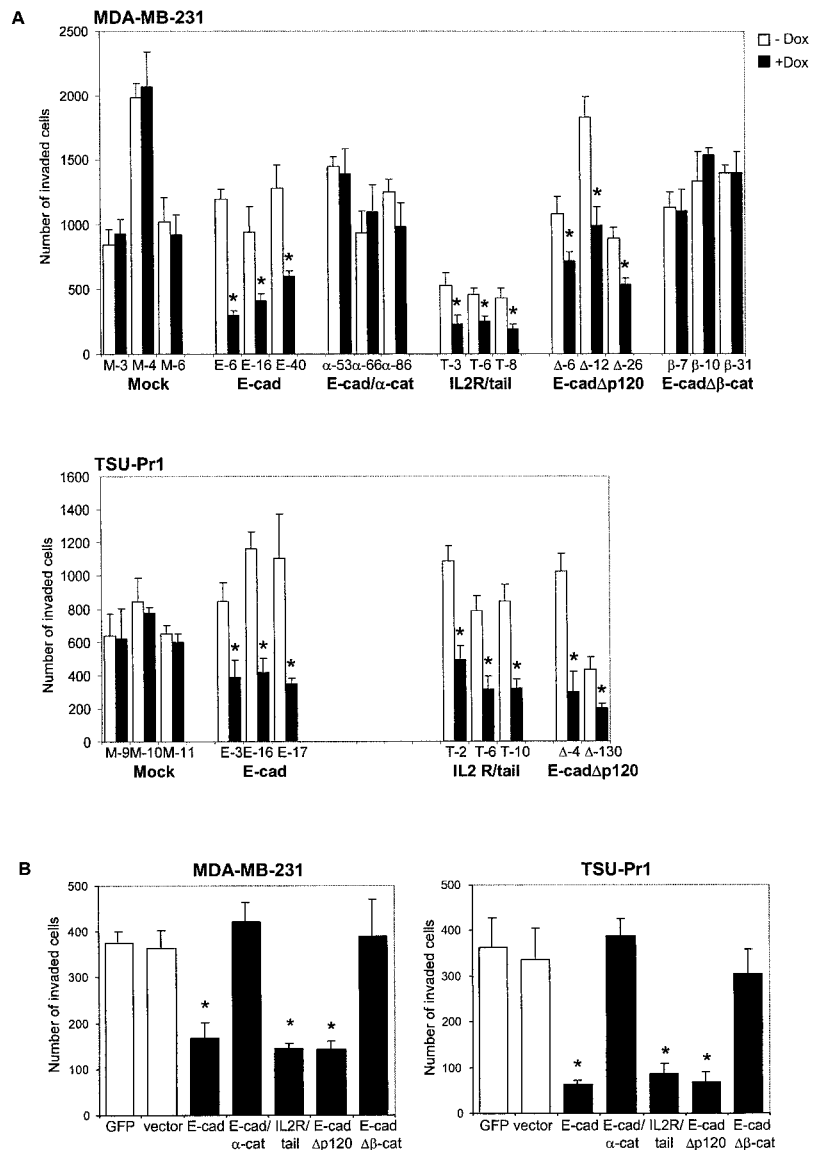 A
MDA-MB-231
- Dox
+Dox
Number of invaded cells
2500
2000
1500
1000
500
0
M-3 M-4 M-6
E-6 E-16 E-40
α-53α-66α-86
T-3 T-6 T-8
Δ-6 Δ-12 Δ-26
β-7 β-10 β-31
Mock
E-cad
E-cad/α-cat
IL2R/tail
E-cadΔp120
E-cadΔβ-cat
* * *
* * *
* * *
TSU-Pr1
Number of invaded cells
1600
1400
1200
1000
800
600
400
200
0
* * *
* * *
* *
M-9M-10M-11
E-3E-16 E-17
T-2 T-6 T-10
Δ-4 Δ-130
Mock
E-cad
IL2 R/tail
E-cadΔp120
B
MDA-MB-231
Number of invaded cells
500
400
300
200
100
0
* * *
GFP vector E-cad E-cad/ IL2R/ E-cad E-cad
α-cat tail Δp120 Δβ-cat
TSU-Pr1
Number of invaded cells
500
400
300
200
100
0
* * *
GFP vector E-cad E-cad/ IL2R/ E-cad E-cad
α-cat tail Δp120 Δβ-cat